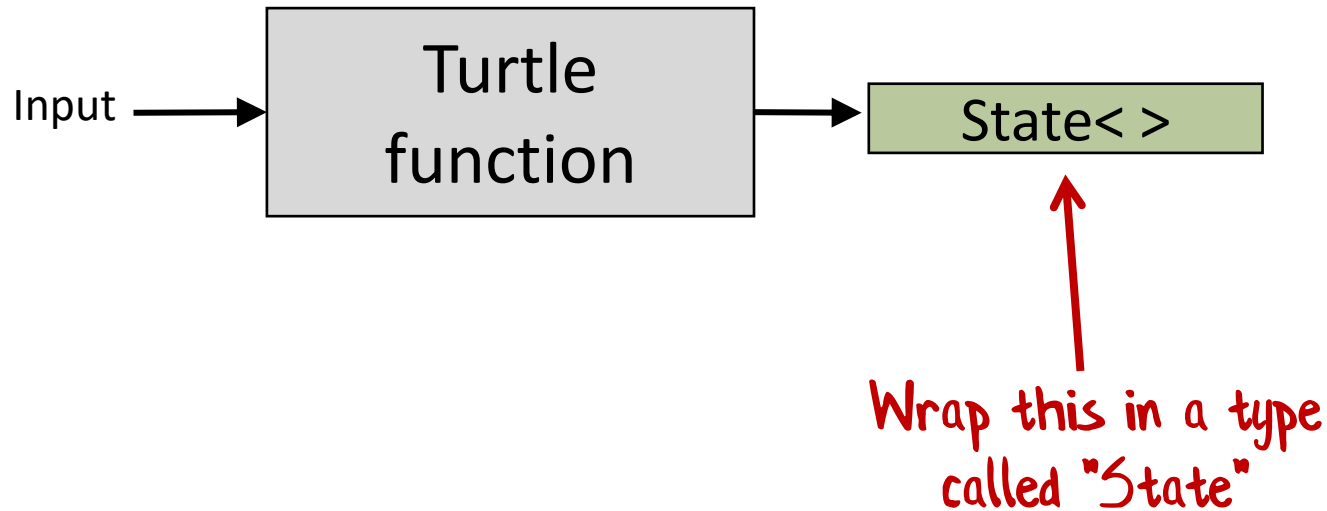 Input
Turtle
function
State< >
Wrap this in a type
called "State"